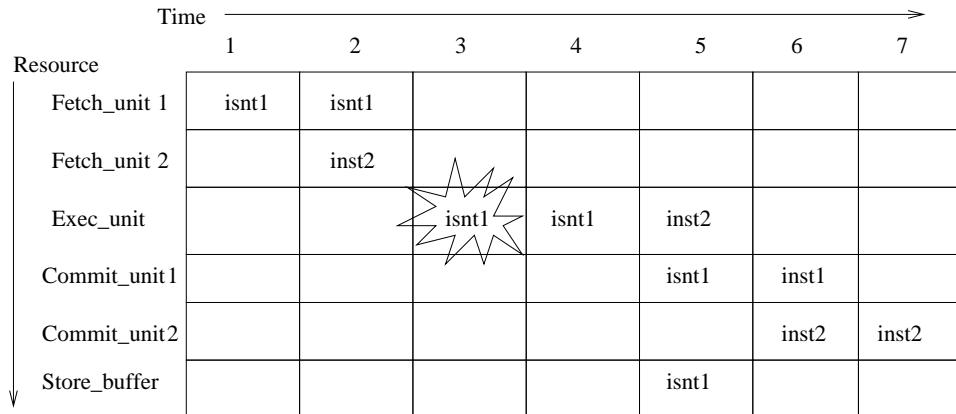 Time
1 2 3 4 5 6 7
Resource
Fetch_unit 1 isnt1 isnt1
Fetch_unit 2 inst2
Exec_unit isnt1 isnt1 inst2
Commit_unit1 isnt1 inst1
Commit_unit2 inst2 inst2
Store_buffer isnt1